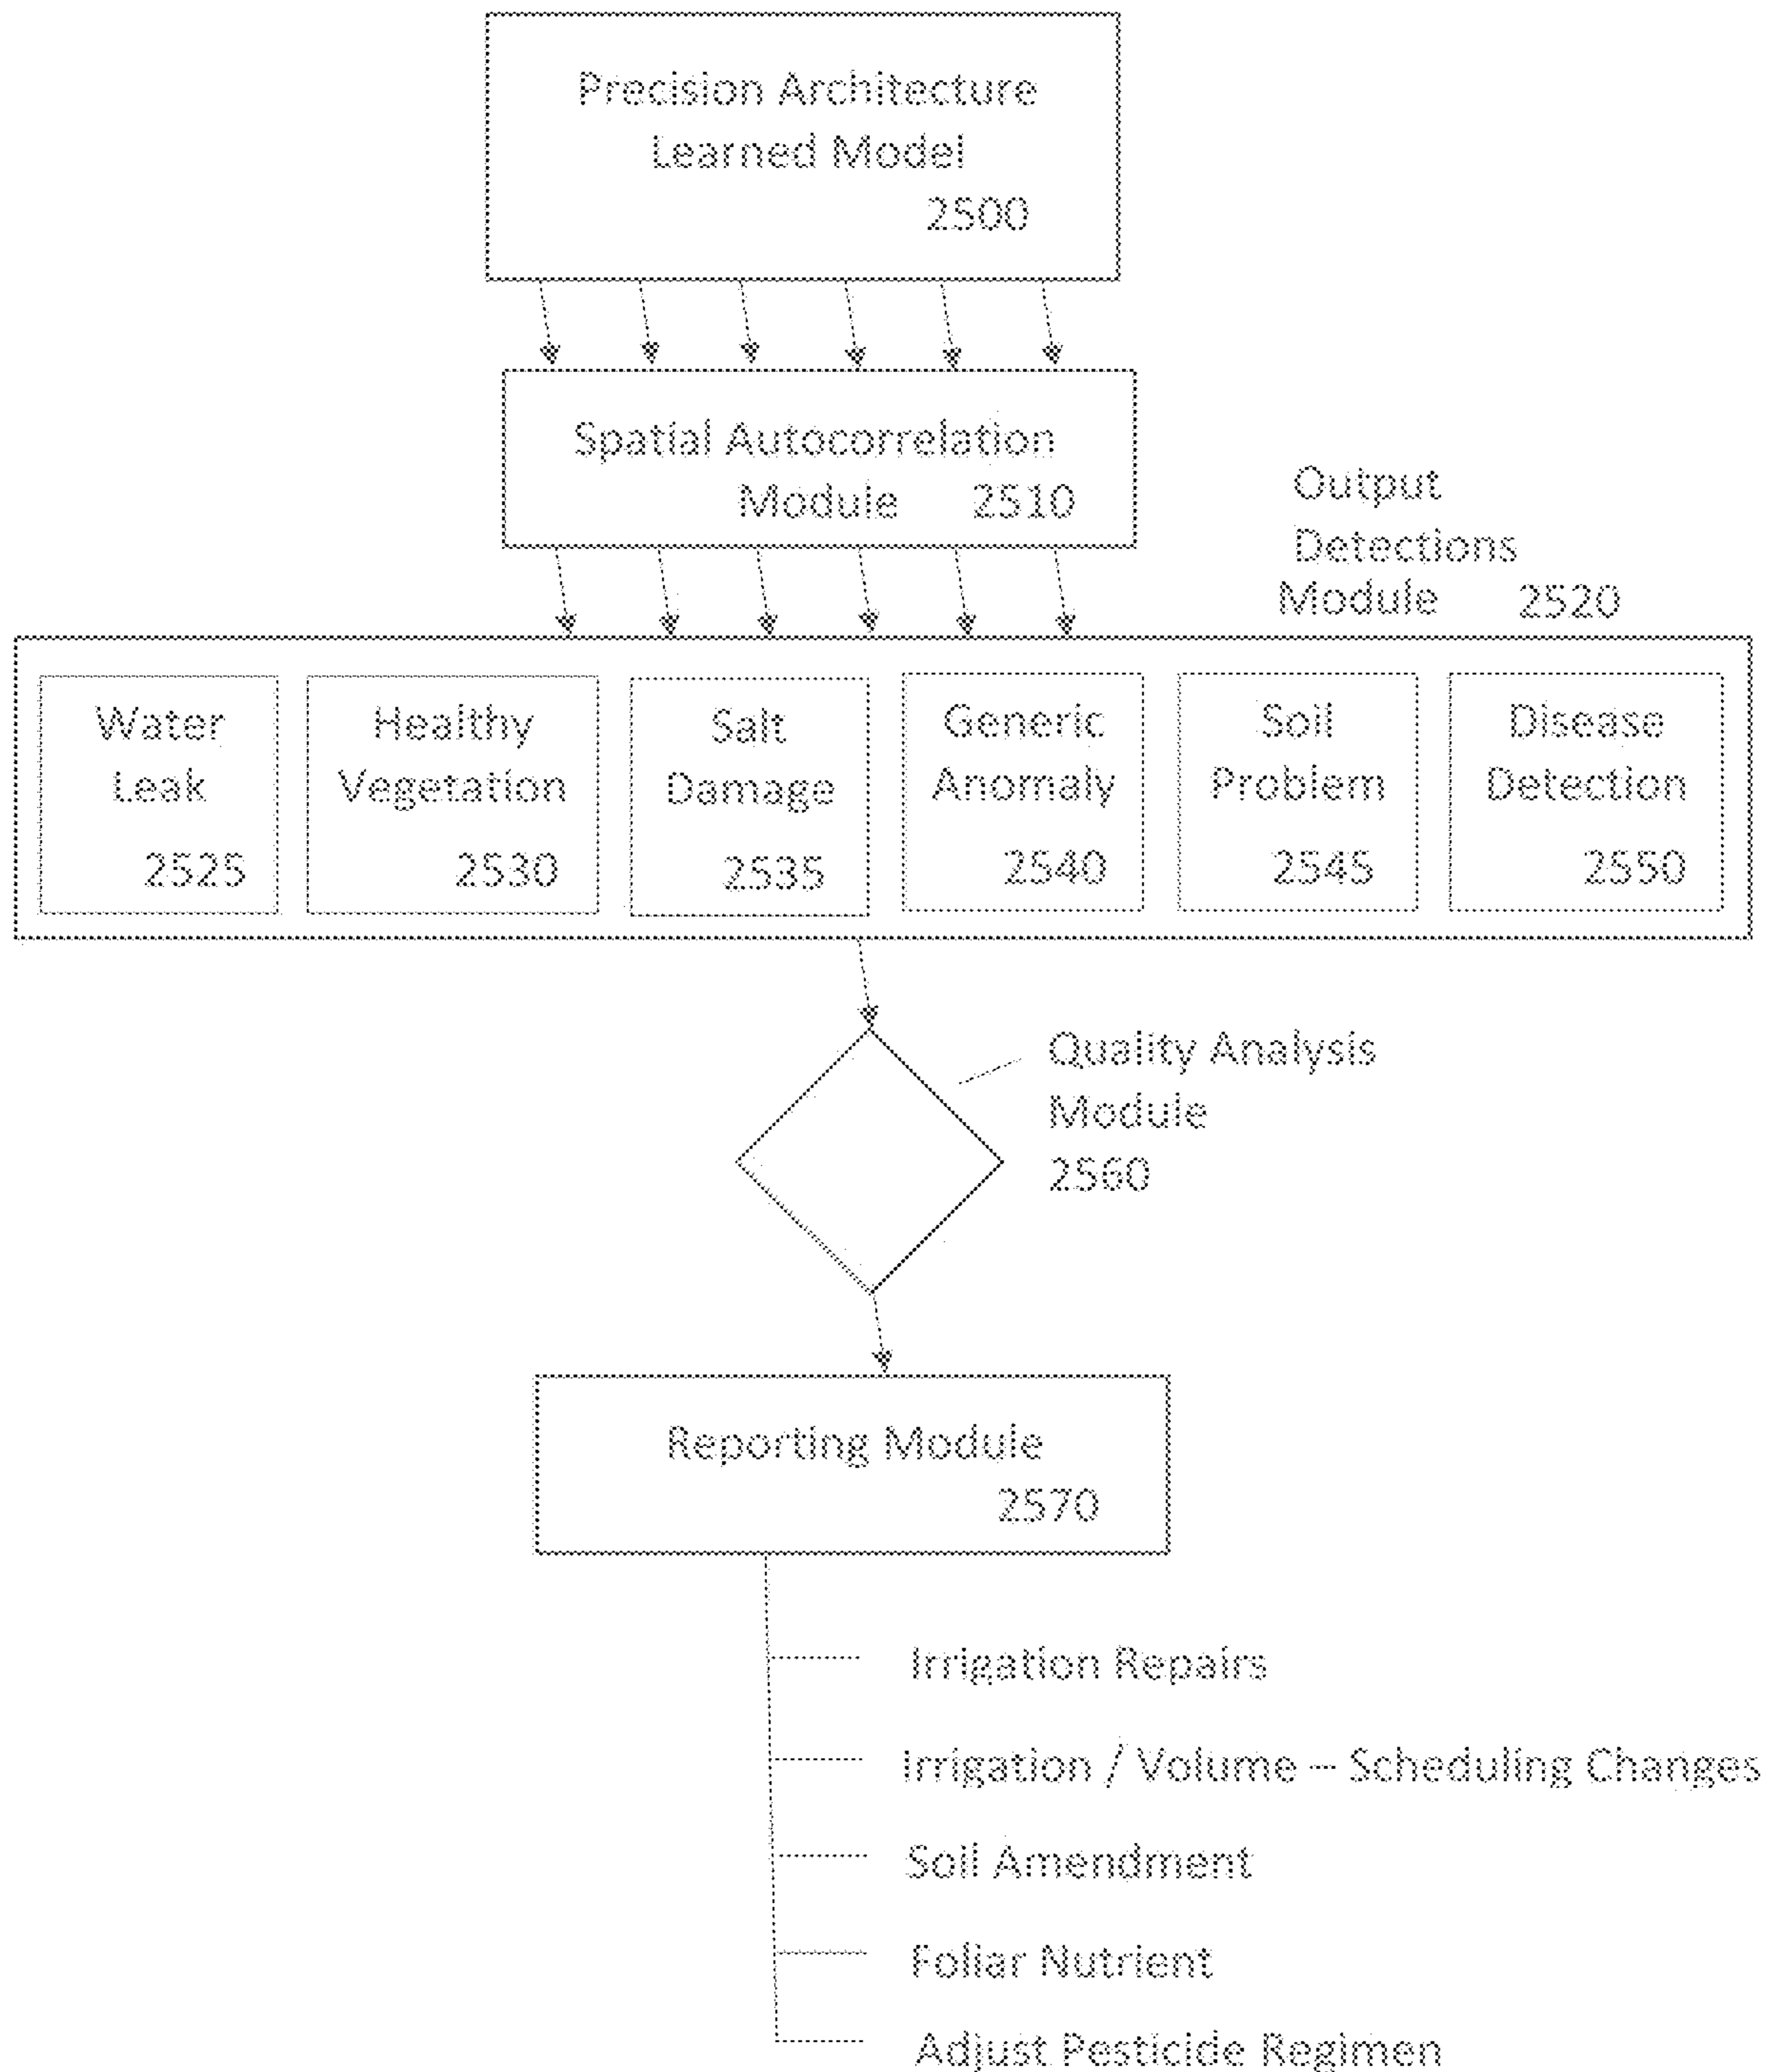 Precision Architecture
Learned Model
2500
Spatial Autocorrelation
Module 2510
Output
Detections
Module 2520
Water
Leak
2525
Healthy
Vegetation
2530
Salt
Damage
2535
Generic
Anomaly
2540
Soil
Problem
2545
Disease
Detection
2550
Quality Analysis
Module
2560
Reporting Module
2570
Irrigation Repairs
Irrigation / Volume – Scheduling Changes
Soil Amendment
Foliar Nutrient
Adjust Pesticide Regimen